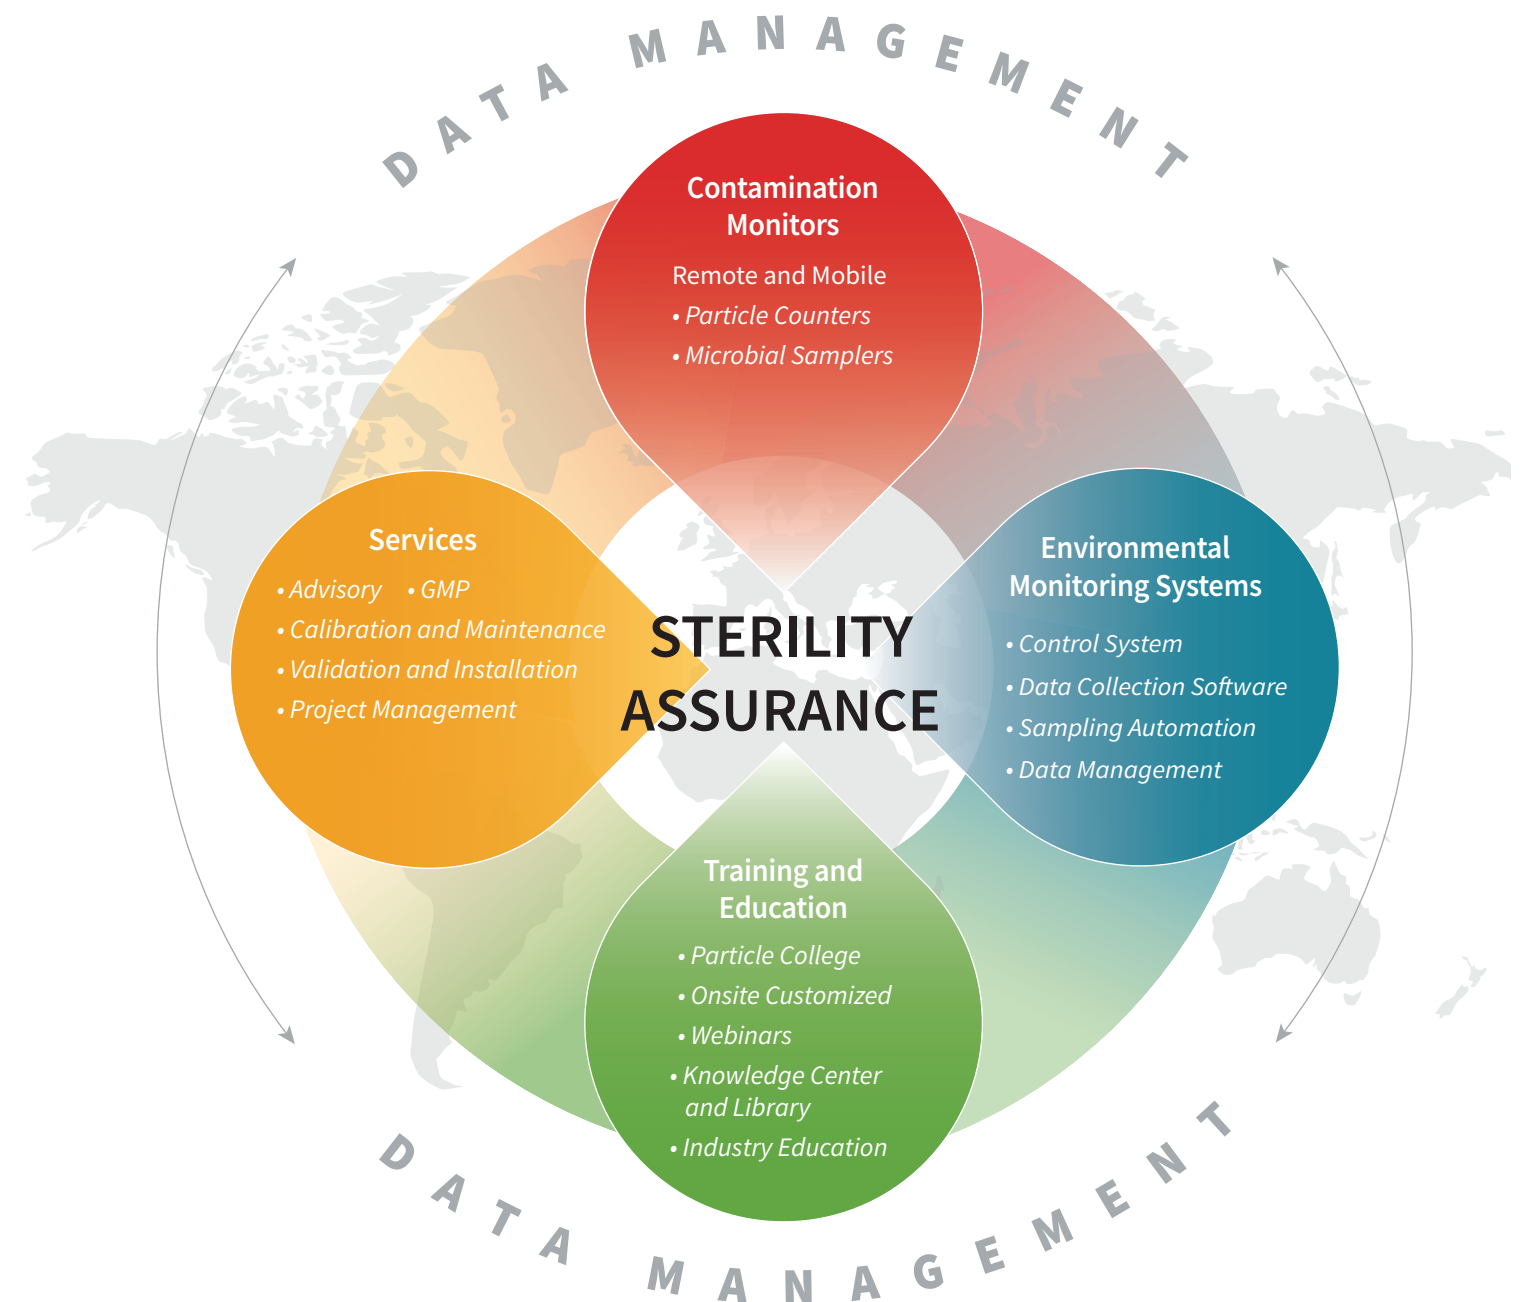 DATA MANAGEMENT
Contamination
Monitors
Remote and Mobile
• Particle Counters
• Microbial Samplers
Services
• Advisory • GMP
• Calibration and Maintenance
• Validation and Installation
• Project Management
STERILITY
ASSURANCE
Environmental
Monitoring Systems
• Control System
• Data Collection Software
• Sampling Automation
• Data Management
Training and
Education
• Particle College
• Onsite Customized
• Webinars
• Knowledge Center
and Library
• Industry Education
DATA MANAGEMENT